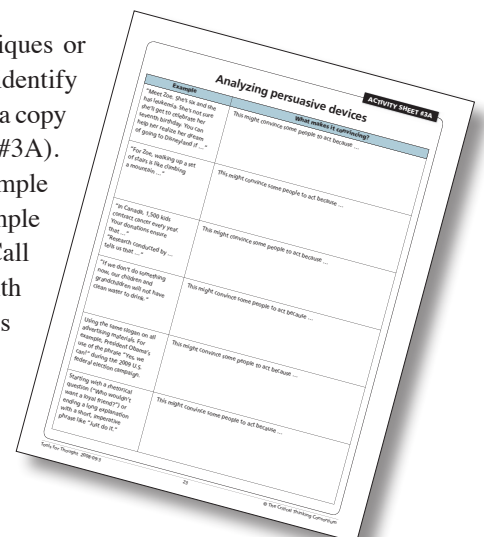 iques or
identify
a copy
#3A).
mple
mple
Call
th
s
ACTIVITY SHEET #3A
Analyzing persuasive devices
Example
What makes it convincing?
"Meet Zoe. She's six and she
has leukemia. She's not sure
she'll get to celebrate her
seventh birthday. You can
help her realize her dream
of going to Disneyland if ..."
This might convince some people to act because ...
"For Zoe, walking up a set
of stairs is like climbing
a mountain ..."
This might convince some people to act because ...
"In Canada, 1,500 kids
contract cancer every year.
Your donations ensure
that ..."
"Research conducted by ...
tells us that ..."
This might convince some people to act because ...
"If we don't do something
now, our children and
grandchildren will not have
clean water to drink."
This might convince some people to act because ...
Using the same slogan on all
advertising materials. For
example, President Obama's
use of the phrase "Yes, we
can!" during the 2009 U.S.
federal election campaign.
This might convince some people to act because ...
Starting with a rhetorical
question ("Who wouldn't
want a loyal friend?") or
ending a long explanation
with a short, imperative
phrase like "Just do it."
This might convince some people to act because ...
23
© The Critical Thinking Consortium